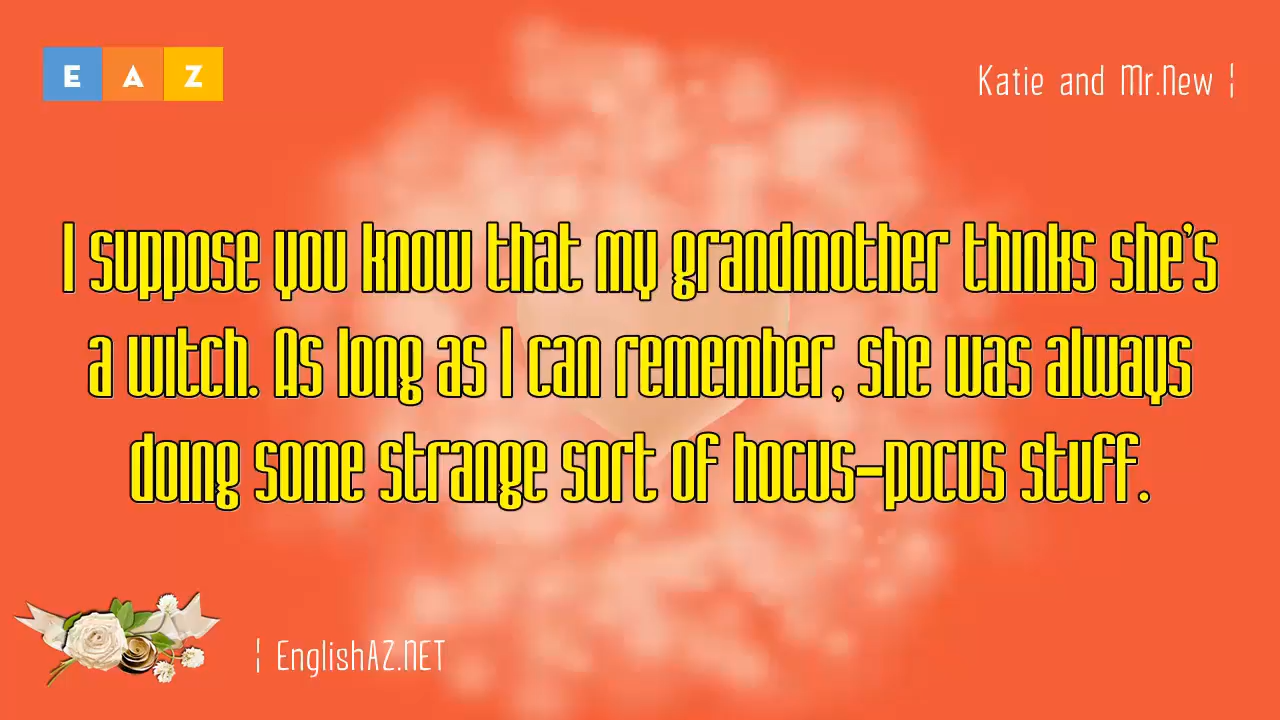 E A Z
Katie and Mr.New ¦
I suppose you know that my grandmother thinks she's
a witch. As long as I can remember, she was always
doing some strange sort of hocus-pocus stuff.
¦ EnglishAZ.NET